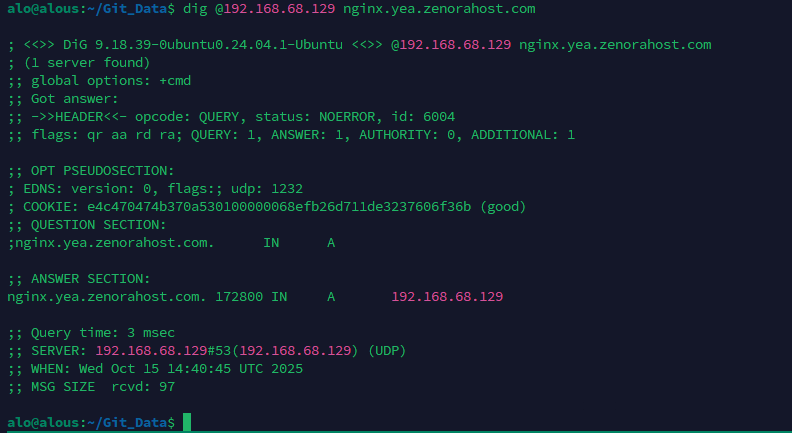 alo@alous:~/Git_Data$ dig @192.168.68.129 nginx.yea.zenorahost.com
; <<>> DiG 9.18.39-0ubuntu0.24.04.1-Ubuntu <<>> @192.168.68.129 nginx.yea.zenorahost.com
; (1 server found)
;; global options: +cmd
;; Got answer:
;; ->>HEADER<<- opcode: QUERY, status: NOERROR, id: 6004
;; flags: qr aa rd ra; QUERY: 1, ANSWER: 1, AUTHORITY: 0, ADDITIONAL: 1
;; OPT PSEUDOSECTION:
; EDNS: version: 0, flags:; udp: 1232
; COOKIE: e4c470474b370a530100000068efb26d711de3237606f36b (good)
;; QUESTION SECTION:
;nginx.yea.zenorahost.com. IN A
;; ANSWER SECTION:
nginx.yea.zenorahost.com. 172800 IN A 192.168.68.129
;; Query time: 3 msec
;; SERVER: 192.168.68.129#53(192.168.68.129) (UDP)
;; WHEN: Wed Oct 15 14:40:45 UTC 2025
;; MSG SIZE rcvd: 97
alo@alous:~/Git_Data$